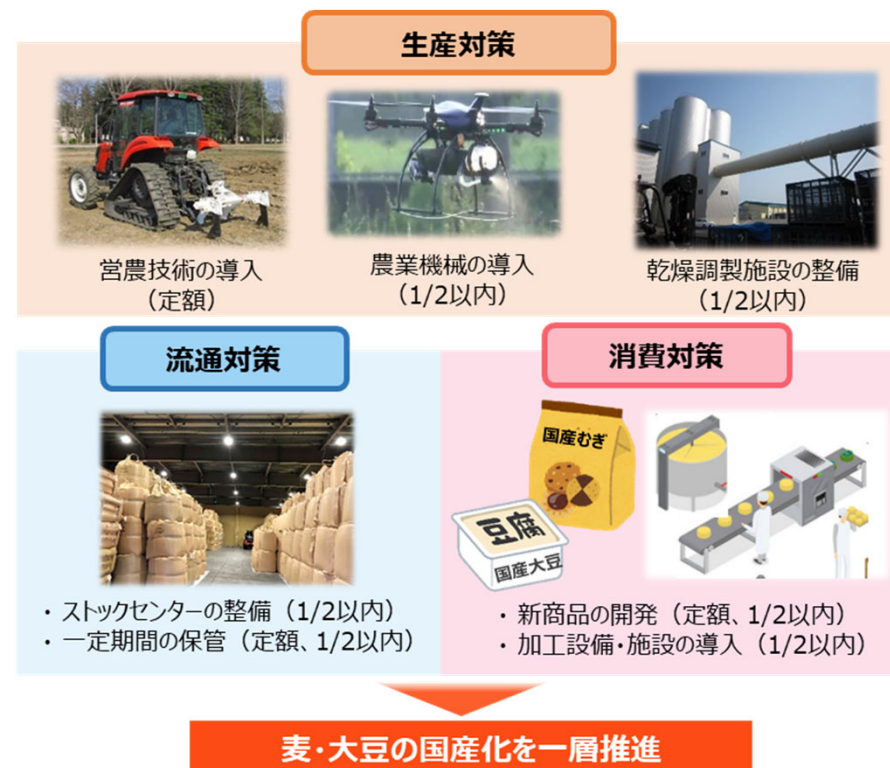 生産対策
営農技術の導入
（定額）
農業機械の導入
（1/2以内）
乾燥調製施設の整備
（1/2以内）
流通対策
・ ストックセンターの整備（1/2以内）
・ 一定期間の保管（定額、1/2以内）
消費対策
国産むぎ
豆腐
国産大豆
・ 新商品の開発（定額、1/2以内）
・ 加工設備・施設の導入（1/2以内）
麦・大豆の国産化を一層推進